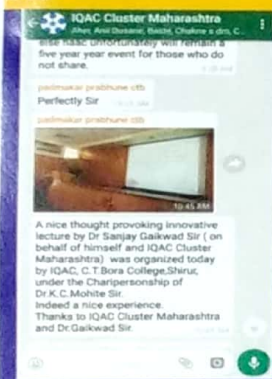 IQAC Cluster Maharashtra
else naac unfortunately will remain a
five year year event for those who do
not share.
padmakar prabhune ctb
Perfectly Sir
padmakar prabhune ctb
10:45 AM
A nice thought provoking innovative
lecture by Dr Sanjay Gaikwad Sir ( on
behalf of himself and IQAC Cluster
Maharashtra) was organized today
by IQAC, C.T.Bora College,Shirur,
under the Charipersonship of
Dr.K.C.Mohite Sir.
Indeed a nice experience.
Thanks to IQAC Cluster Maharashtra
and Dr.Gaikwad Sir.